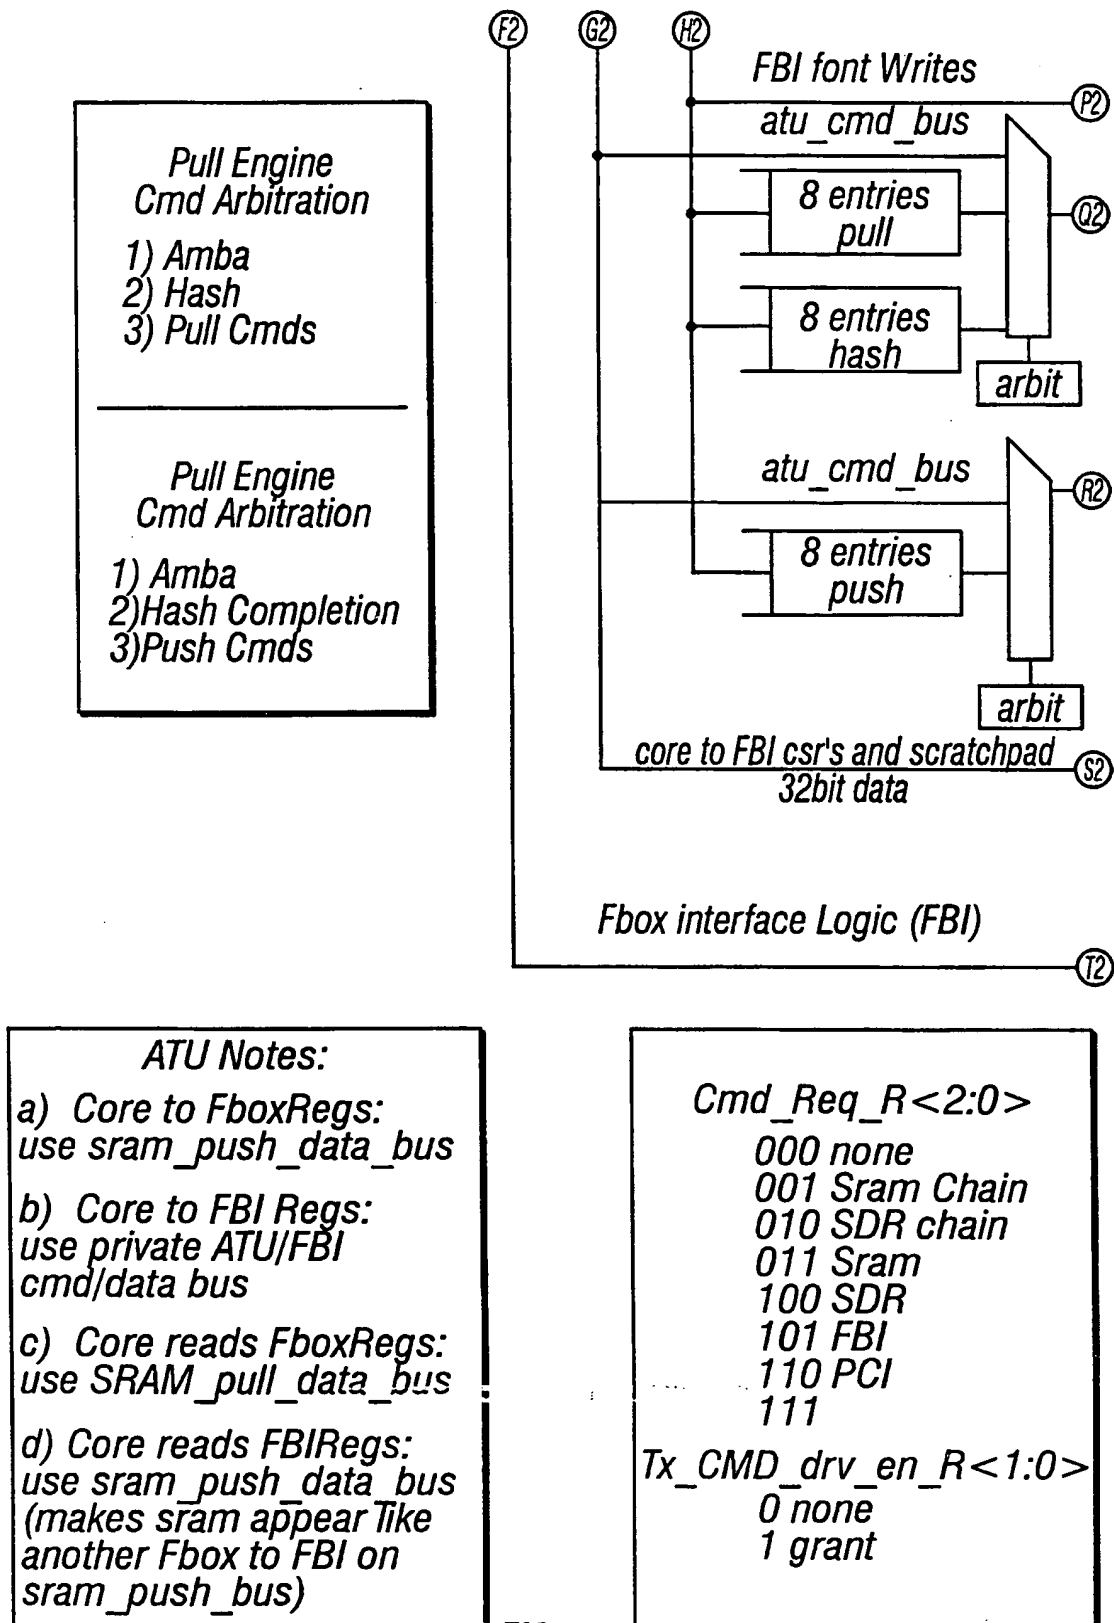 F2
G2
H2
FBI font Writes
P2
atu_cmd_bus
8 entries
pull
Q2
8 entries
hash
arbit
Pull Engine
Cmd Arbitration
1) Amba
2) Hash
3) Pull Cmds
Pull Engine
Cmd Arbitration
1) Amba
2)Hash Completion
3)Push Cmds
atu_cmd_bus
R2
8 entries
push
arbit
core to FBI csr's and scratchpad
32bit data
S2
Fbox interface Logic (FBI)
T2
ATU Notes:
a) Core to FboxRegs:
use sram_push_data_bus
b) Core to FBI Regs:
use private ATU/FBI
cmd/data bus
c) Core reads FboxRegs:
use SRAM_pull_data_bus
d) Core reads FBIRegs:
use sram_push_data_bus
(makes sram appear like
another Fbox to FBI on
sram_push_bus)
Cmd_Req_R<2:0>
000 none
001 Sram Chain
010 SDR chain
011 Sram
100 SDR
101 FBI
110 PCI
111
Tx_CMD_drv_en_R<1:0>
0 none
1 grant